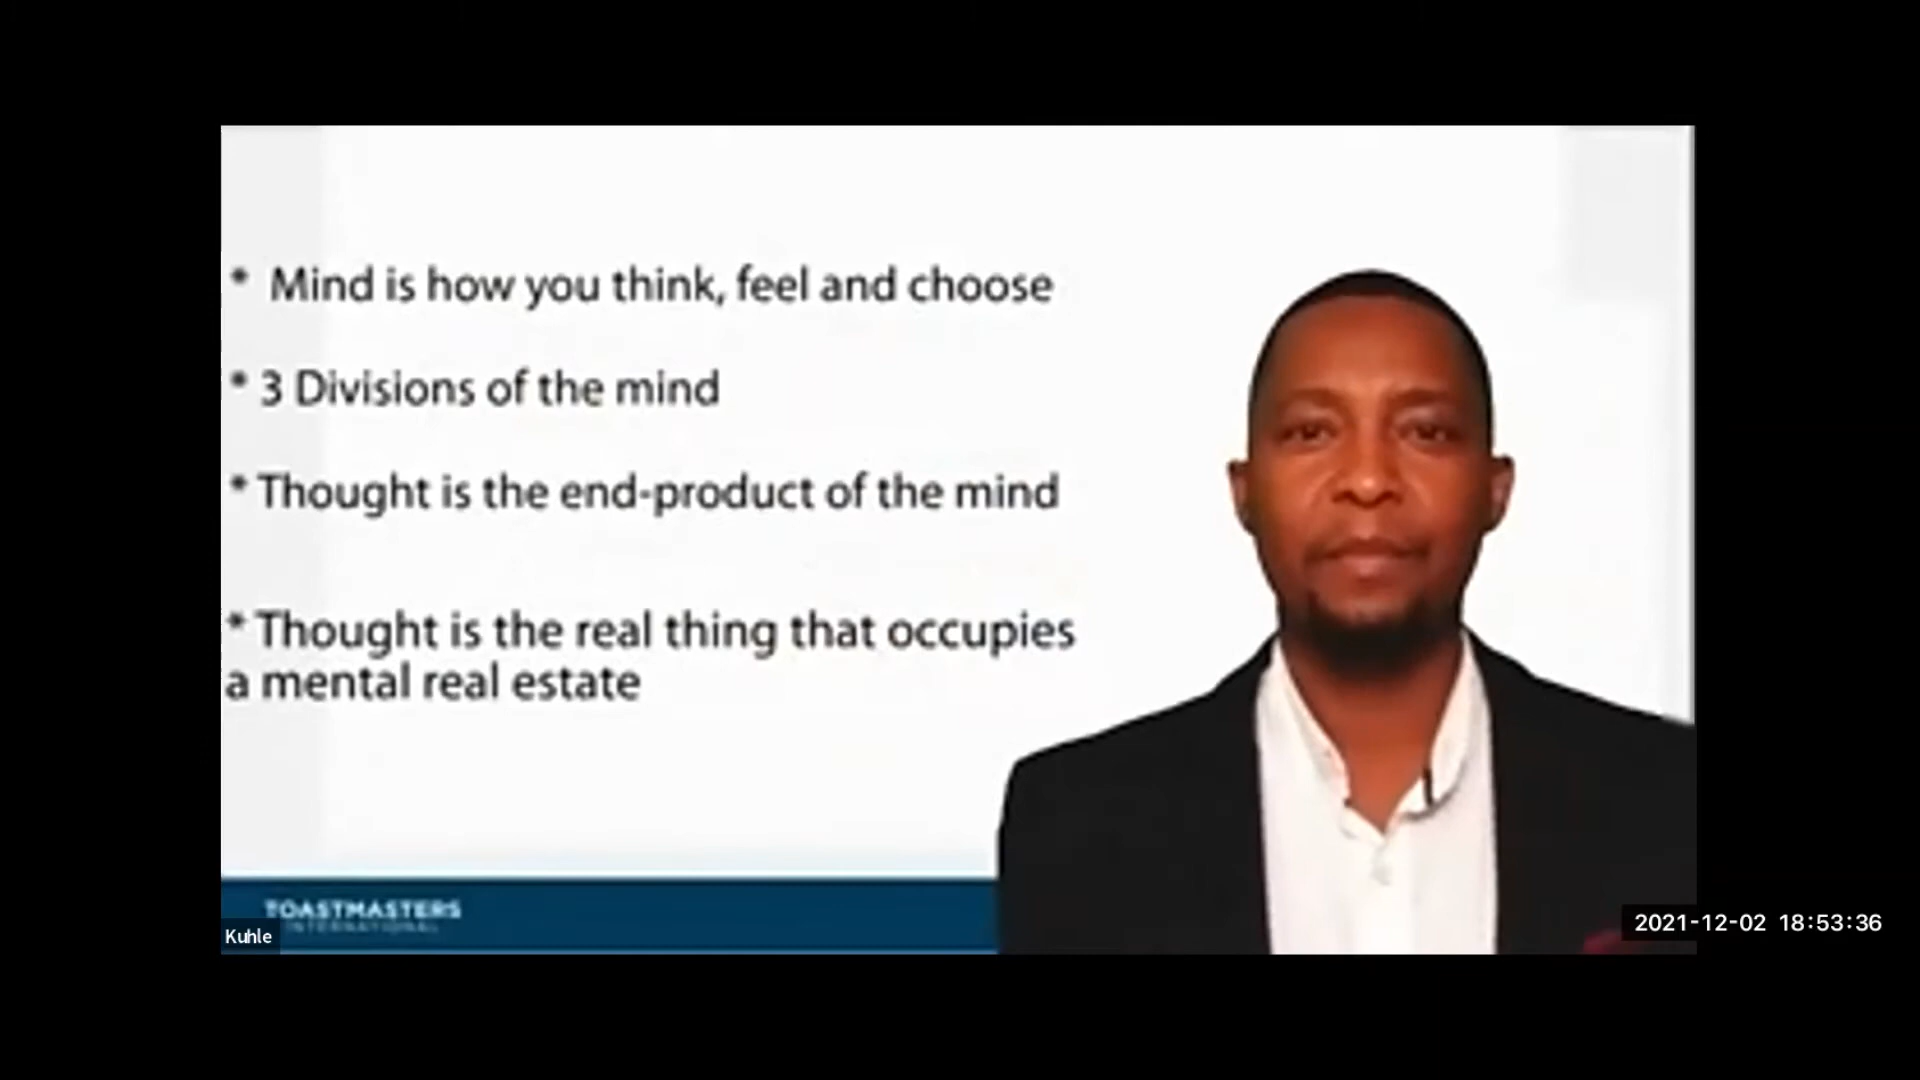 * Mind is how you think, feel and choose
* 3 Divisions of the mind
* Thought is the end-product of the mind
* Thought is the real thing that occupies
a mental real estate
TOASTMASTERS
INTERNATIONAL
Kuhle
2021-12-02 18:53:36